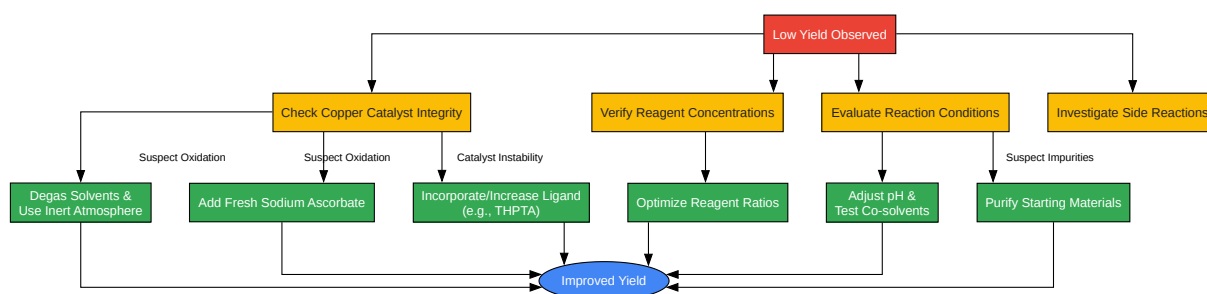 Low Yield Observed
Check Copper Catalyst Integrity
Verify Reagent Concentrations
Evaluate Reaction Conditions
Investigate Side Reactions
Suspect Oxidation
Suspect Oxidation
Catalyst Instability
Suspect Impurities
Degas Solvents &
Use Inert Atmosphere
Add Fresh Sodium Ascorbate
Incorporate/Increase Ligand
(e.g., THPTA)
Optimize Reagent Ratios
Adjust pH &
Test Co-solvents
Purify Starting Materials
Improved Yield